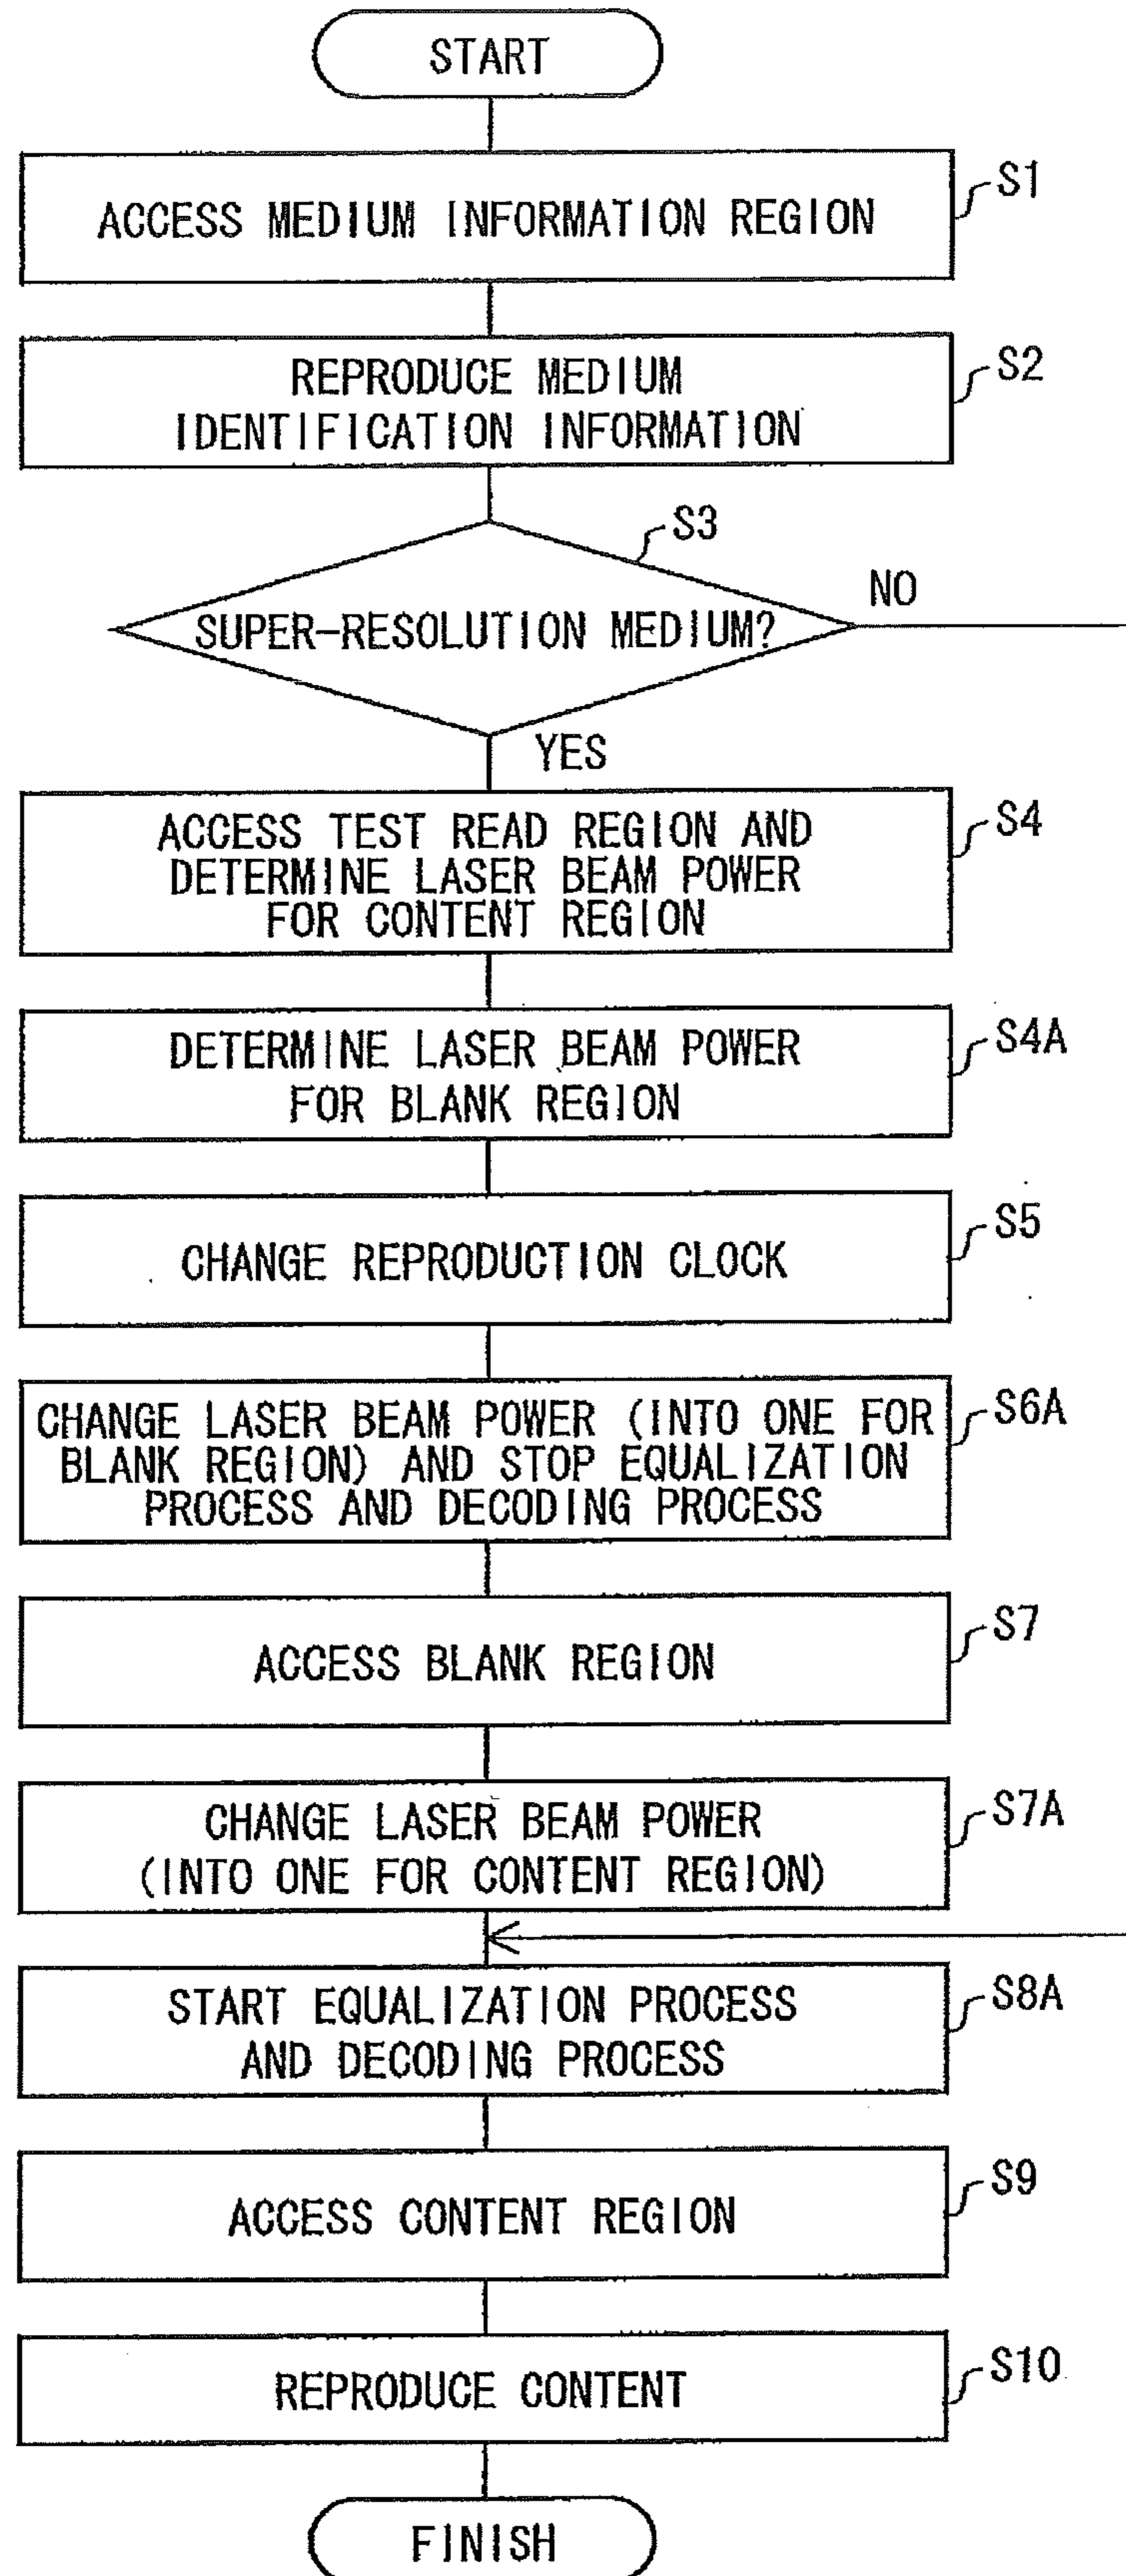 START
S1
ACCESS MEDIUM INFORMATION REGION
S2
REPRODUCE MEDIUM
IDENTIFICATION INFORMATION
S3
NO
SUPER-RESOLUTION MEDIUM?
YES
S4
ACCESS TEST READ REGION AND
DETERMINE LASER BEAM POWER
FOR CONTENT REGION
S4A
DETERMINE LASER BEAM POWER
FOR BLANK REGION
S5
CHANGE REPRODUCTION CLOCK
S6A
CHANGE LASER BEAM POWER (INTO ONE FOR
BLANK REGION) AND STOP EQUALIZATION
PROCESS AND DECODING PROCESS
S7
ACCESS BLANK REGION
S7A
CHANGE LASER BEAM POWER
(INTO ONE FOR CONTENT REGION)
S8A
START EQUALIZATION PROCESS
AND DECODING PROCESS
S9
ACCESS CONTENT REGION
S10
REPRODUCE CONTENT
FINISH